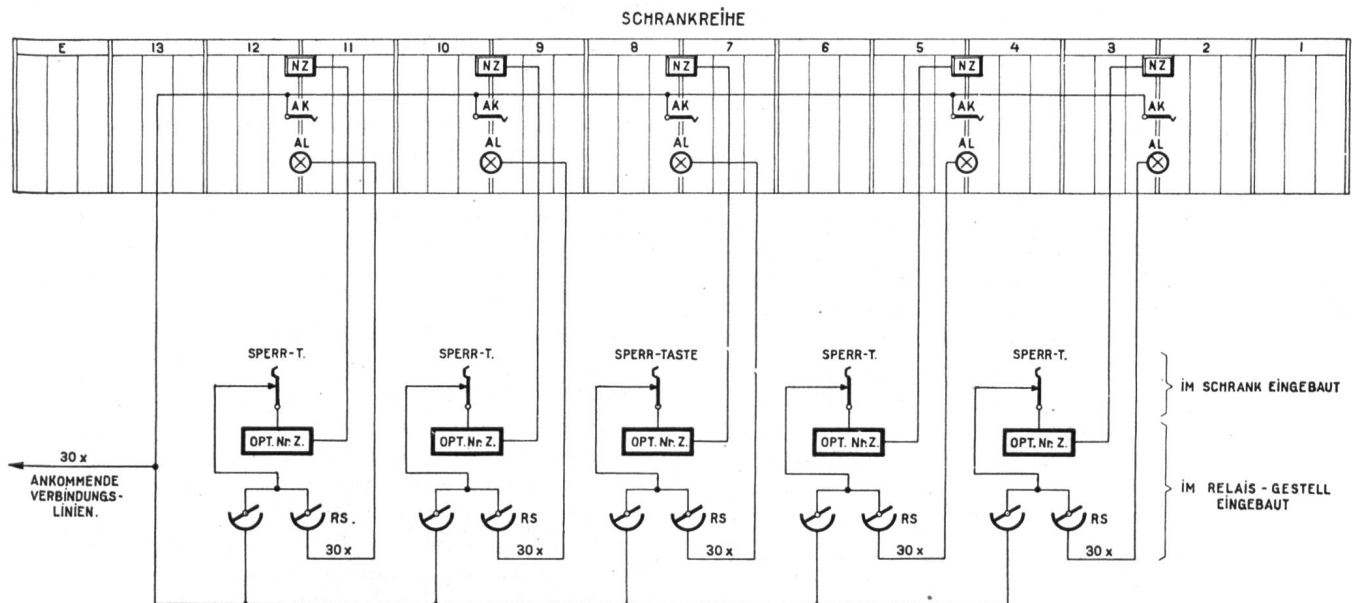 SCHRANKREIHE
E 13 12 11 10 9 8 7 6 5 4 3 2 1
NZ NZ NZ NZ NZ
AK AK AK AK AK
AL AL AL AL AL
SPERR-T. SPERR-T. SPERR-TASTE SPERR-T. SPERR-T.
IM SCHRANK EINGEBAUT
OPT. Nr. Z. OPT. Nr. Z. OPT. Nr. Z. OPT. Nr. Z. OPT. Nr. Z.
30 x
ANKOMMENDE
VERBINDUNGS-
LINIEN.
IM RELAIS-GESTELL
EINGEBAUT
RS. RS RS RS RS
30 x 30 x 30 x 30 x 30 x